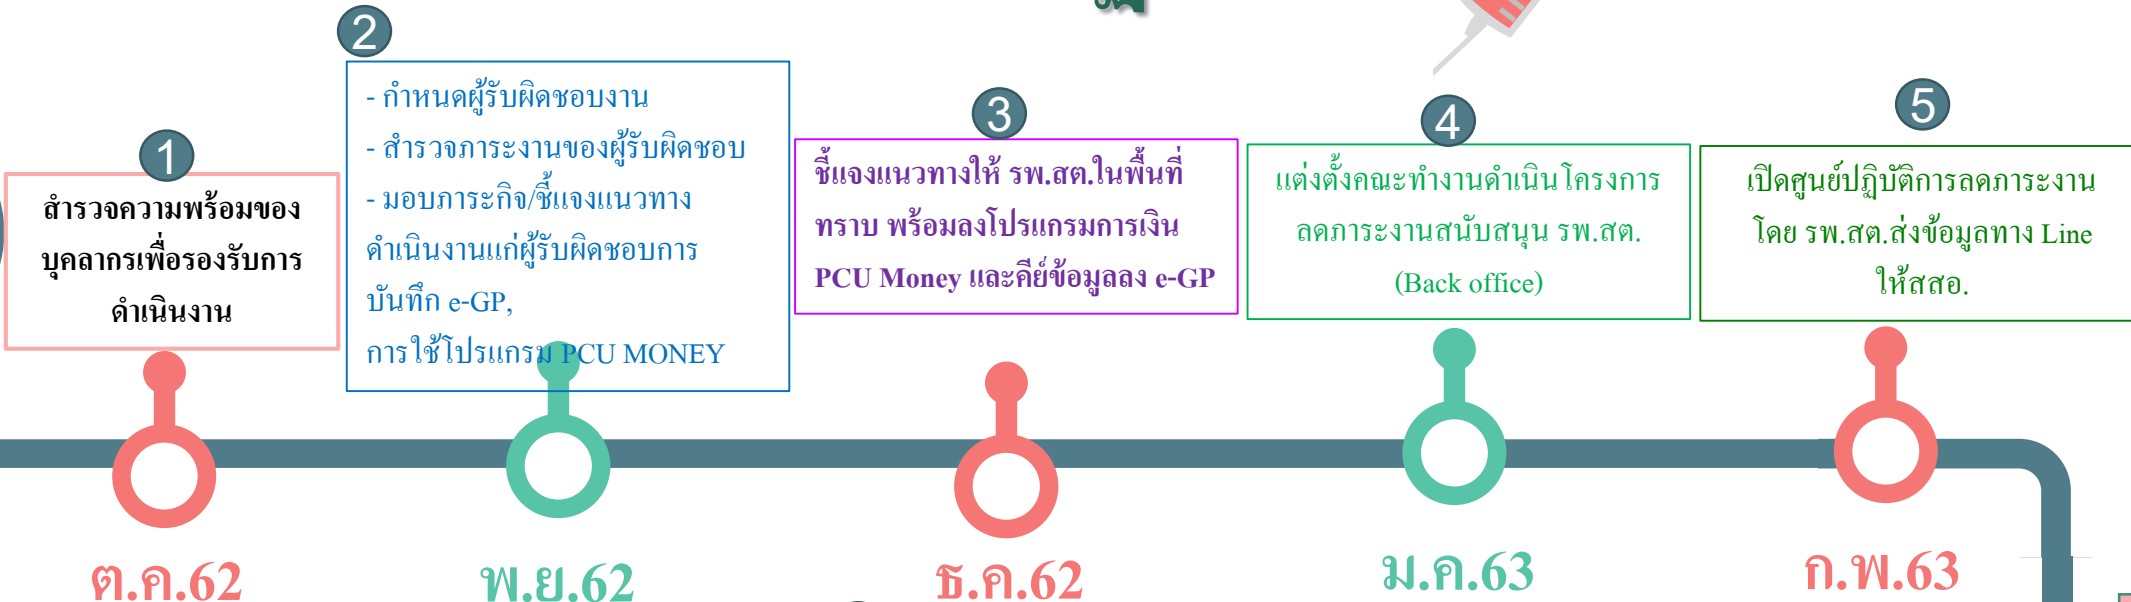 1
สำรวจความพร้อมของ
บุคลากรเพื่อรองรับการ
ดำเนินงาน
ต.ค.62
2
- กำหนดผู้รับผิดชอบงาน
- สำรวจภาระงานของผู้รับผิดชอบ
- มอบภาระกิจ/ชี้แจงแนวทาง
ดำเนินงานแก่ผู้รับผิดชอบการ
บันทึก e-GP,
การใช้โปรแกรม PCU MONEY
พ.ย.62
3
ชี้แจงแนวทางให้ รพ.สต.ในพื้นที่
ทราบ พร้อมลงโปรแกรมการเงิน
PCU Money และคีย์ข้อมูลลง e-GP
ธ.ค.62
4
แต่งตั้งคณะทำงานดำเนินโครงการ
ลดภาระงานสนับสนุน รพ.สต.
(Back office)
ม.ค.63
5
เปิดศูนย์ปฏิบัติการลดภาระงาน
โดย รพ.สต.ส่งข้อมูลทาง Line
ให้สสอ.
ก.พ.63